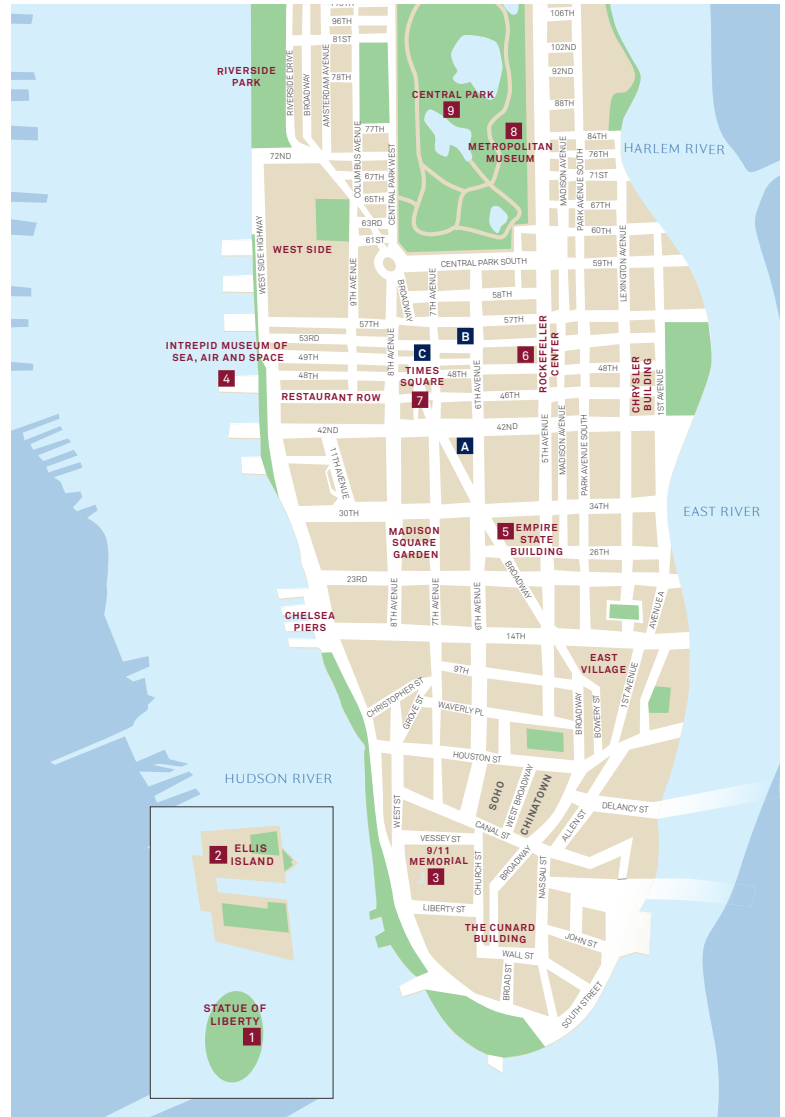 106TH
96TH
81ST
102ND
RIVERSIDE
PARK
RIVERSIDE DRIVE
BROADWAY
AMSTERDAM AVENUE
78TH
92ND
CENTRAL PARK
9
88TH
8
77TH
METROPOLITAN
MUSEUM
84TH
HARLEM RIVER
72ND
COLUMBUS AVENUE
CENTRAL PARK WEST
MADISON AVENUE
PARK AVENUE SOUTH
76TH
71ST
67TH
65TH
67TH
63RD
61ST
60TH
WEST SIDE HIGHWAY
WEST SIDE
CENTRAL PARK SOUTH
59TH
LEXINGTON AVENUE
9TH AVENUE
BROADWAY
7TH AVENUE
58TH
57TH
57TH
53RD
8TH AVENUE
B
INTREPID MUSEUM OF
SEA, AIR AND SPACE
49TH
C
6
ROCKEFELLER
CENTER
4
48TH
TIMES
SQUARE
48TH
6TH AVENUE
48TH
CHRYSLER
BUILDING
1ST AVENUE
RESTAURANT ROW
7
46TH
42ND
42ND
5TH AVENUE
MADISON AVENUE
PARK AVENUE SOUTH
A
11TH AVENUE
30TH
34TH
EAST RIVER
MADISON
SQUARE
GARDEN
5
EMPIRE
STATE
BUILDING
26TH
23RD
8TH AVENUE
7TH AVENUE
6TH AVENUE
BROADWAY
AVENUE A
CHELSEA
PIERS
14TH
EAST
VILLAGE
9TH
1ST AVENUE
CHRISTOPHER ST
GROVE ST
WAVERLY PL
BROADWAY
BOWERY ST
HOUSTON ST
HUDSON RIVER
SOHO
WEST BROADWAY
CHINATOWN
WEST ST
DELANCY ST
CANAL ST
ALLEN ST
VESSEY ST
9/11
MEMORIAL
3
CHURCH ST
BROADWAY
NASSAU ST
2
ELLIS
ISLAND
LIBERTY ST
THE CUNARD
BUILDING
JOHN ST
WALL ST
BROAD ST
SOUTH STREET
STATUE OF
LIBERTY
1